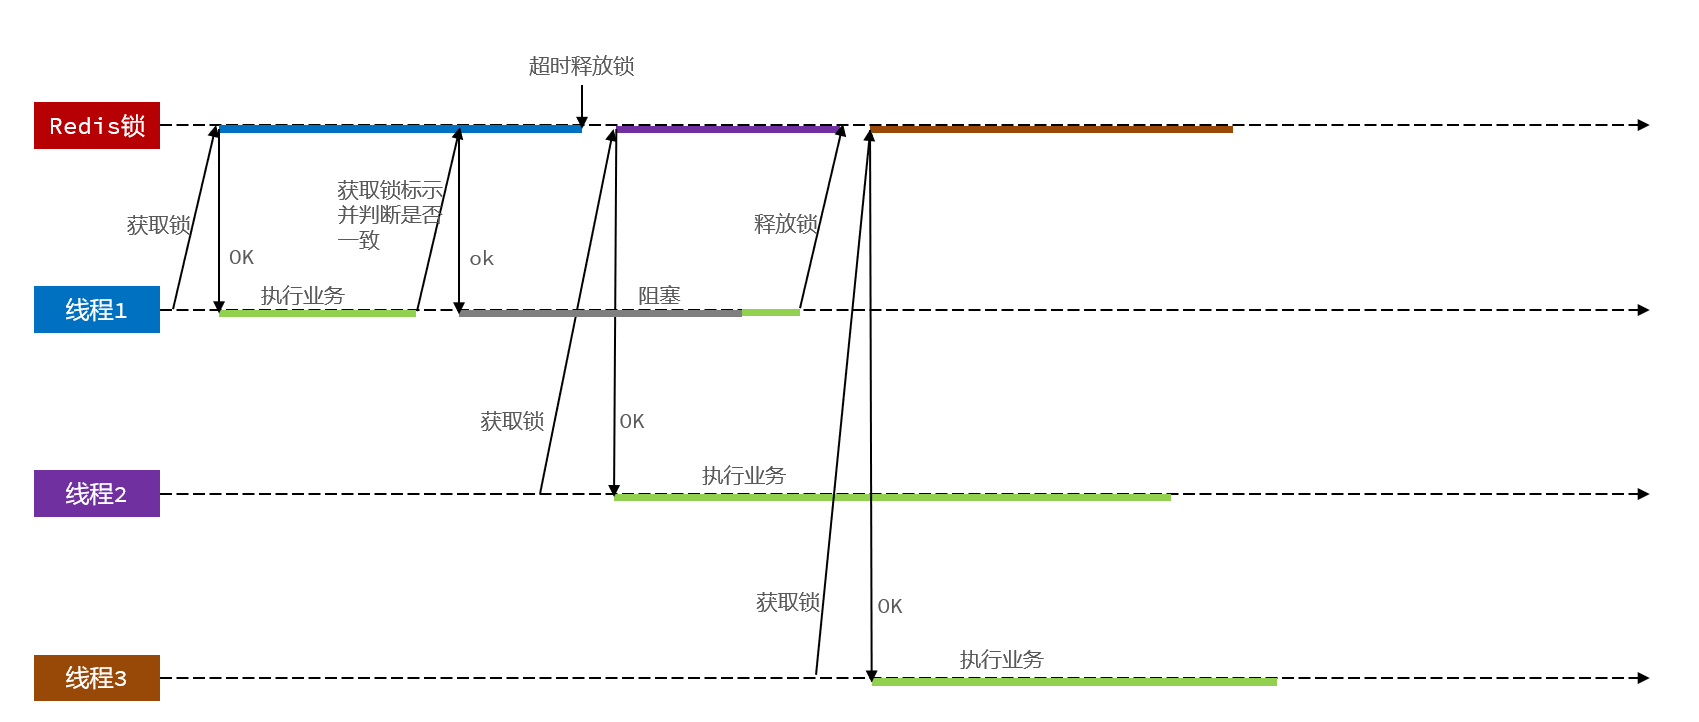 超时释放锁
Redis锁
获取锁标示
并判断是否
一致
获取锁
释放锁
OK
ok
线程1
执行业务
阻塞
获取锁
OK
线程2
执行业务
获取锁
OK
线程3
执行业务